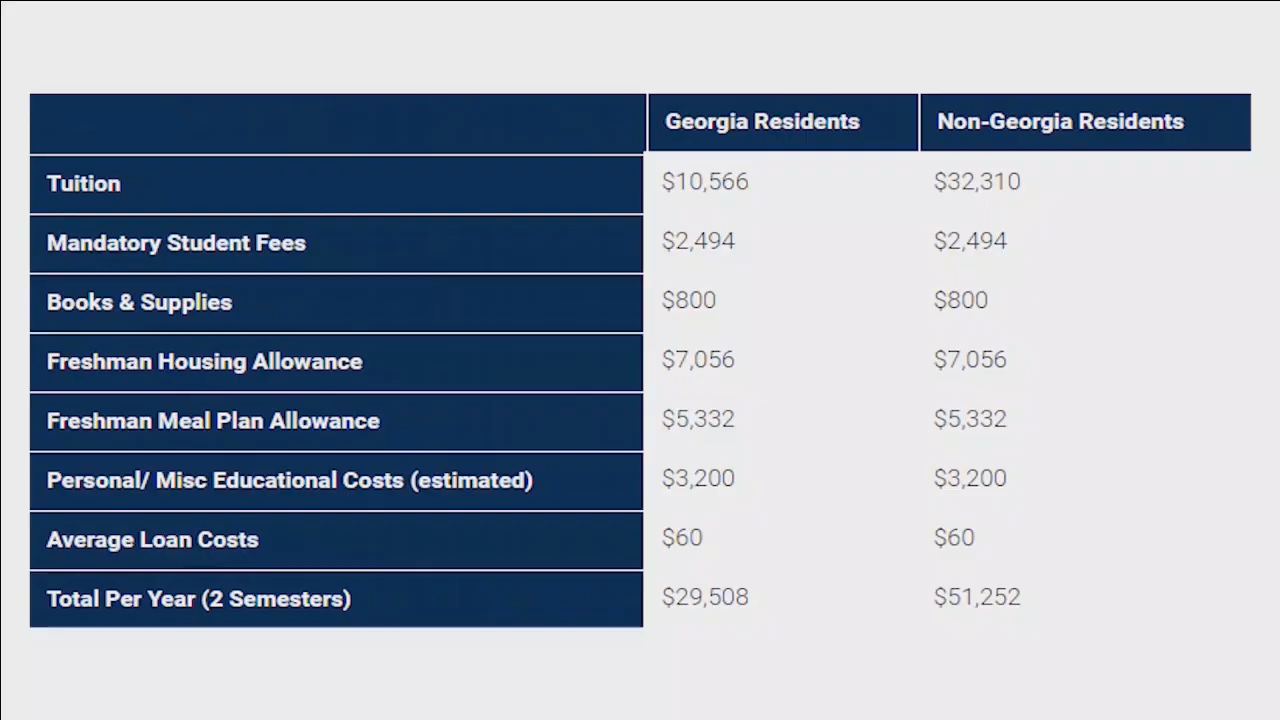 Georgia Residents Non-Georgia Residents
Tuition $10,566 $32,310
Mandatory Student Fees $2,494 $2,494
Books & Supplies $800 $800
Freshman Housing Allowance $7,056 $7,056
Freshman Meal Plan Allowance $5,332 $5,332
Personal/ Misc Educational Costs (estimated) $3,200 $3,200
Average Loan Costs $60 $60
Total Per Year (2 Semesters) $29,508 $51,252